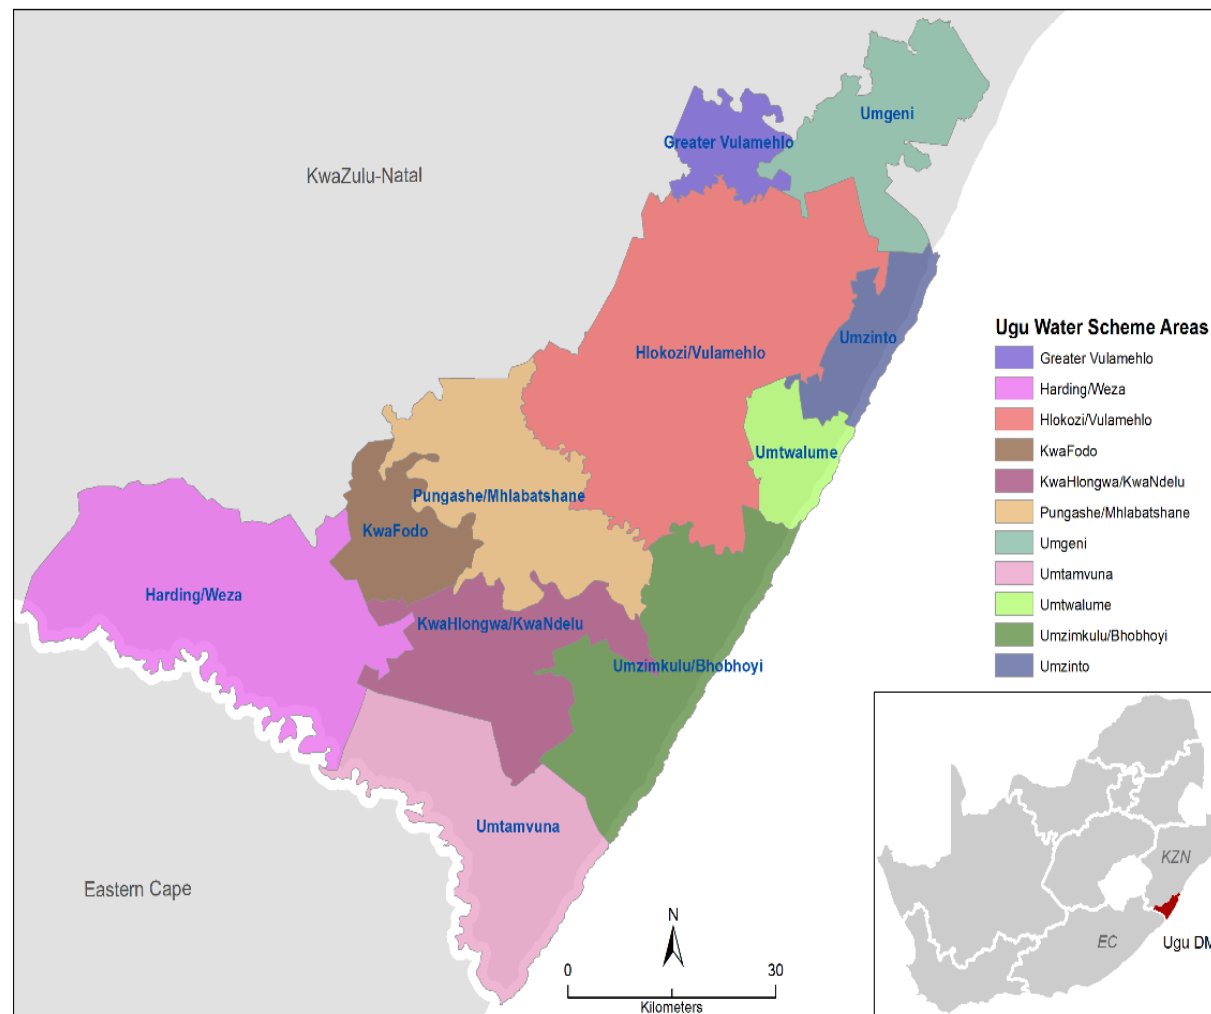 Umgeni
Greater Vulamehlo
KwaZulu-Natal
Hlokozi/Vulamehlo
Umzinto
Umtwalume
Pungashe/Mhlabatshane
KwaFodo
Harding/Weza
KwaHlongwa/KwaNdelu
Umzimkulu/Bhobhoyi
Umtamvuna
Eastern Cape
N
0 30
Kilometers
Ugu Water Scheme Areas
Greater Vulamehlo
Harding/Weza
Hlokozi/Vulamehlo
KwaFodo
KwaHlongwa/KwaNdelu
Pungashe/Mhlabatshane
Umgeni
Umtamvuna
Umtwalume
Umzimkulu/Bhobhoyi
Umzinto
KZN
EC
Ugu DM